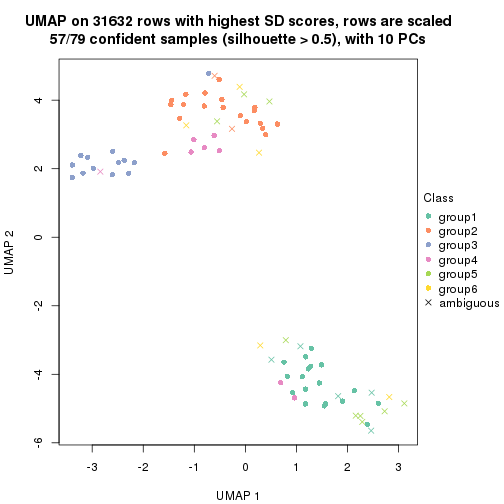 UMAP on 31632 rows with highest SD scores, rows are scaled
57/79 confident samples (silhouette > 0.5), with 10 PCs
4
2
0
-2
-4
-6
UMAP 2
-3 -2 -1 0 1 2 3
UMAP 1
Class
group1
group2
group3
group4
group5
group6
ambiguous